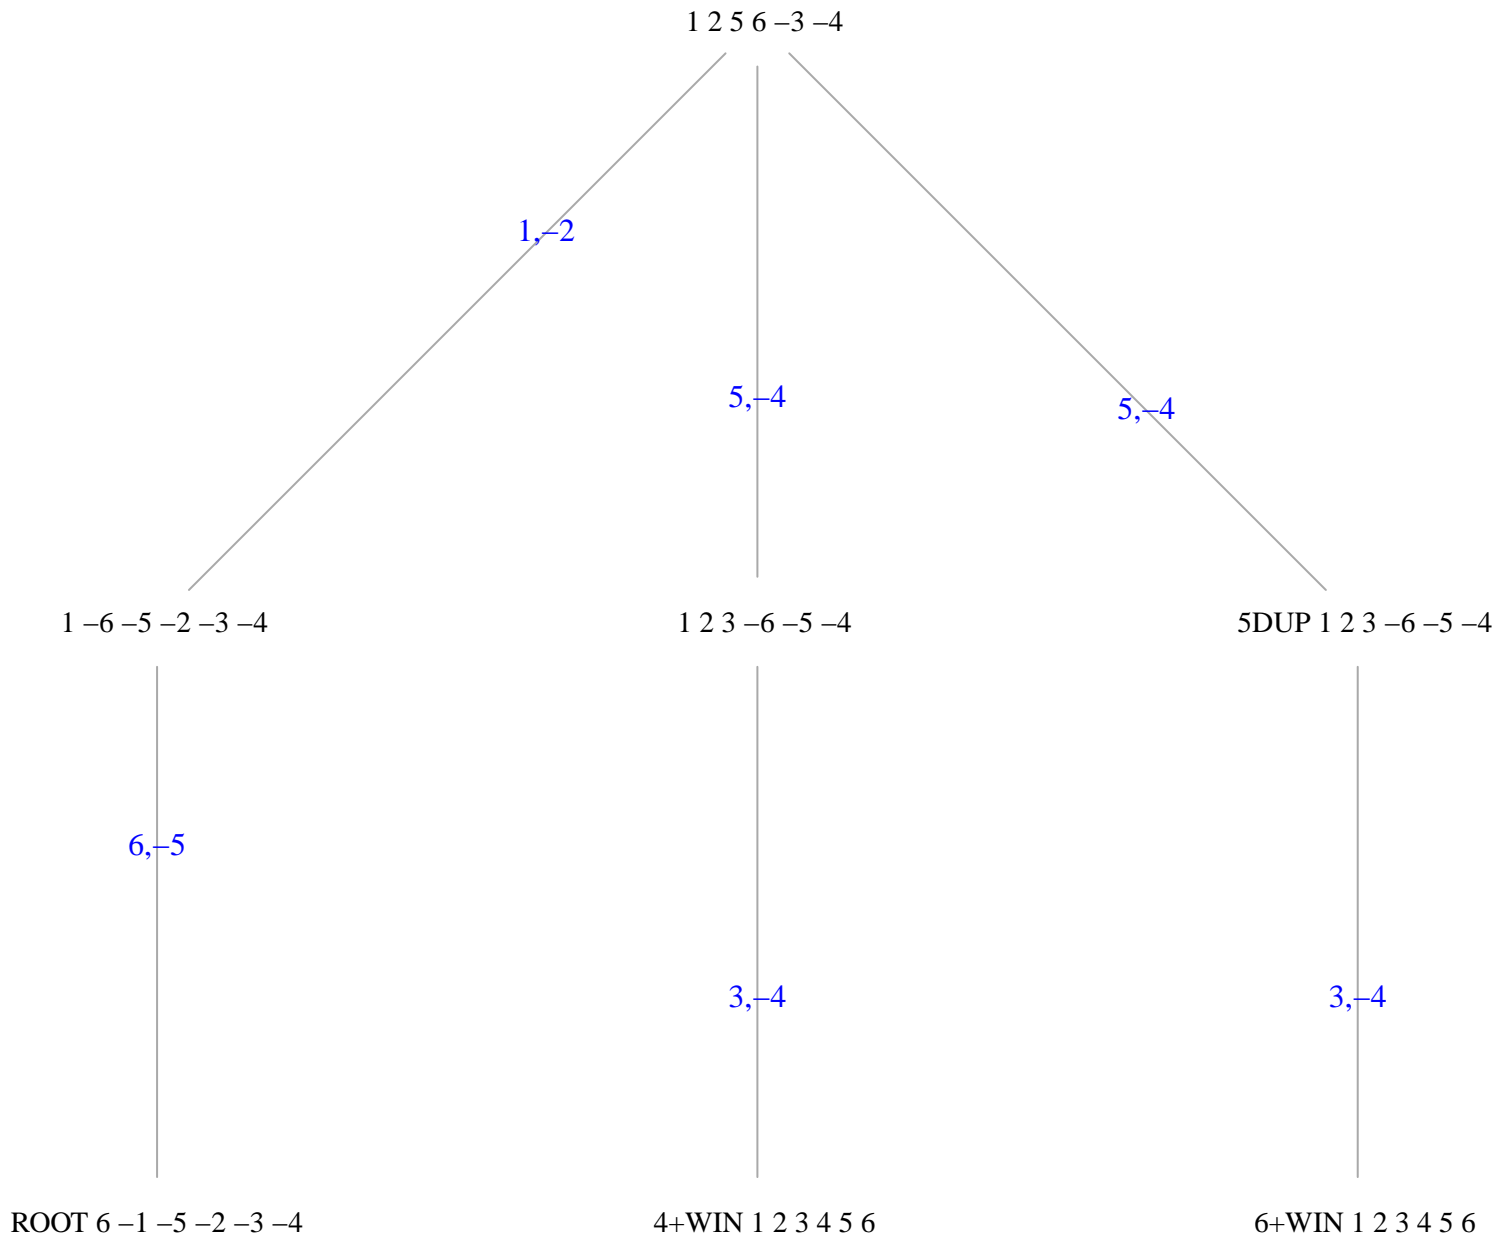 1 2 5 6 –3 –4
1,–2
5,–4
5,–4
1 –6 –5 –2 –3 –4
1 2 3 –6 –5 –4
5DUP 1 2 3 –6 –5 –4
6,–5
3,–4
3,–4
ROOT 6 –1 –5 –2 –3 –4
4+WIN 1 2 3 4 5 6
6+WIN 1 2 3 4 5 6